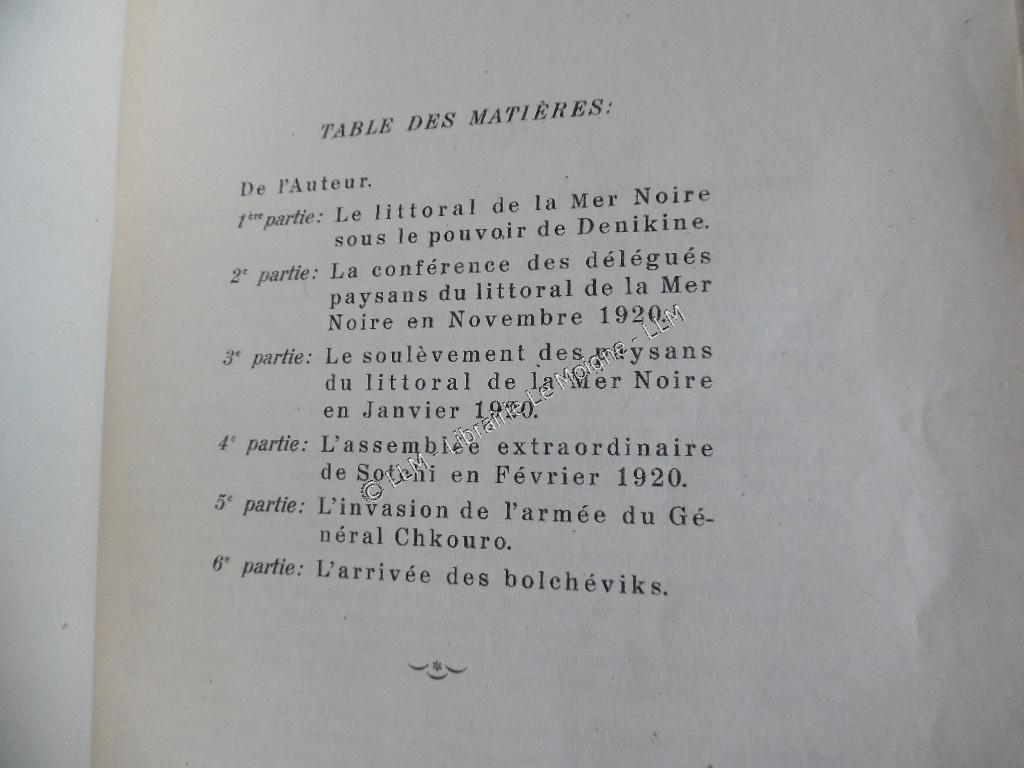 TABLE DES MATIÈRES:
De l'Auteur.
1ère partie: Le littoral de la Mer Noire
sous le pouvoir de Denikine.
2e partie: La conférence des délégués
paysans du littoral de la Mer
Noire en Novembre 1920.
3e partie: Le soulèvement des paysans
du littoral de la Mer Noire
en Janvier 1920.
4e partie: L'assemblée extraordinaire
de Sotchi en Février 1920.
5e partie: L'invasion de l'armée du Gé-
néral Chkouro.
6e partie: L'arrivée des bolchéviks.
© LLM - Librairie Le Moigne - LLM